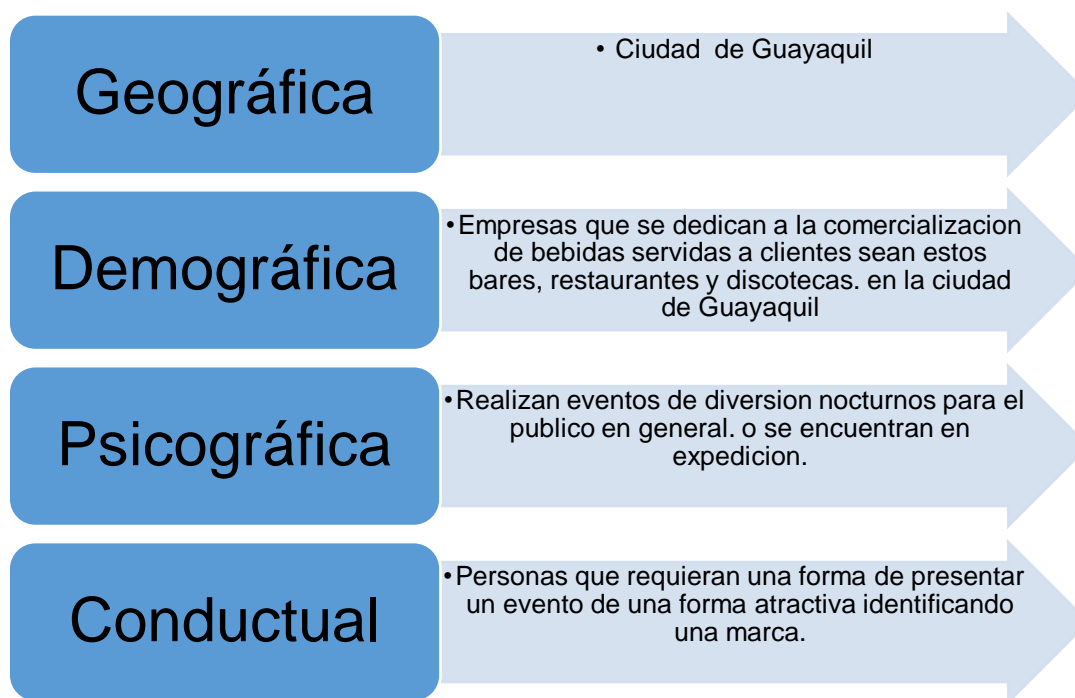 Geográfica
• Ciudad  de Guayaquil
Demográfica
•Empresas que se dedican a la comercializacion
de bebidas servidas a clientes sean estos
bares, restaurantes y discotecas. en la ciudad
de Guayaquil
Psicográfica
•Realizan eventos de diversion nocturnos para el
publico en general. o se encuentran en
expedicion.
Conductual
•Personas que requieran una forma de presentar
un evento de una forma atractiva identificando
una marca.